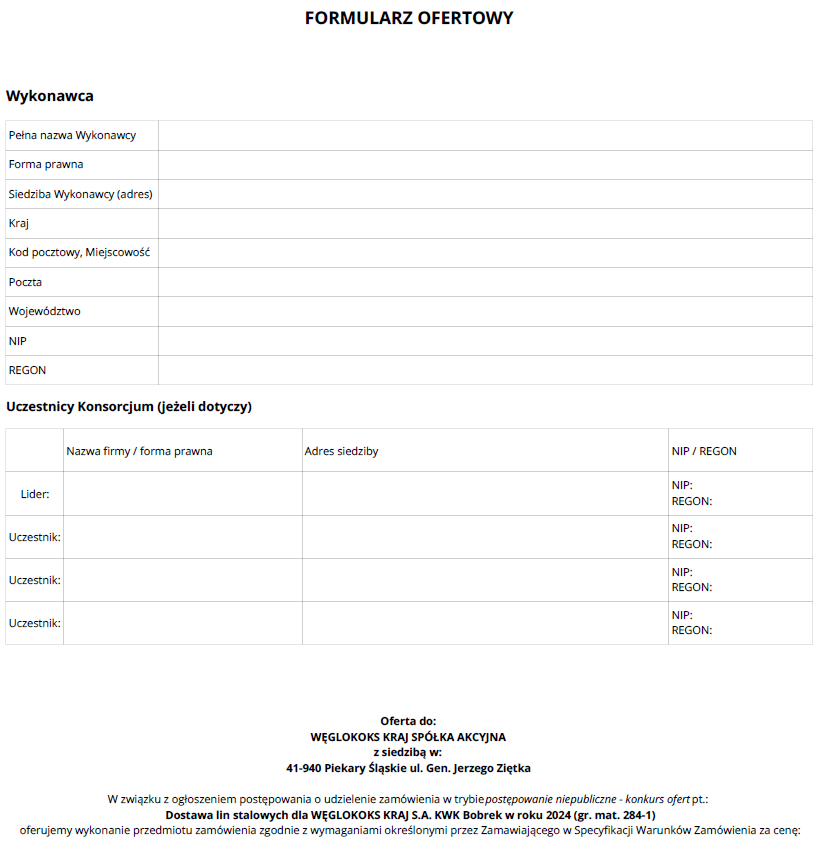 FORMULARZ OFERTOWY
Wykonawca
Pełna nazwa Wykonawcy
Forma prawna
Siedziba Wykonawcy (adres)
Kraj
Kod pocztowy, Miejscowość
Poczta
Województwo
NIP
REGON
Uczestnicy Konsorcjum (jeżeli dotyczy)
Nazwa firmy / forma prawna Adres siedziby NIP / REGON
Lider: NIP:
REGON:
Uczestnik: NIP:
REGON:
Uczestnik: NIP:
REGON:
Uczestnik: NIP:
REGON:
Oferta do:
WĘGLOKOKS KRAJ SPÓŁKA AKCYJNA
z siedzibą w:
41-940 Piekary Śląskie ul. Gen. Jerzego Ziętka
W związku z ogłoszeniem postępowania o udzielenie zamówienia w trybie postępowanie niepubliczne - konkurs ofert pt.:
Dostawa lin stalowych dla WĘGLOKOKS KRAJ S.A. KWK Bobrek w roku 2024 (gr. mat. 284-1)
oferujemy wykonanie przedmiotu zamówienia zgodnie z wymaganiami określonymi przez Zamawiającego w Specyfikacji Warunków Zamówienia za cenę: